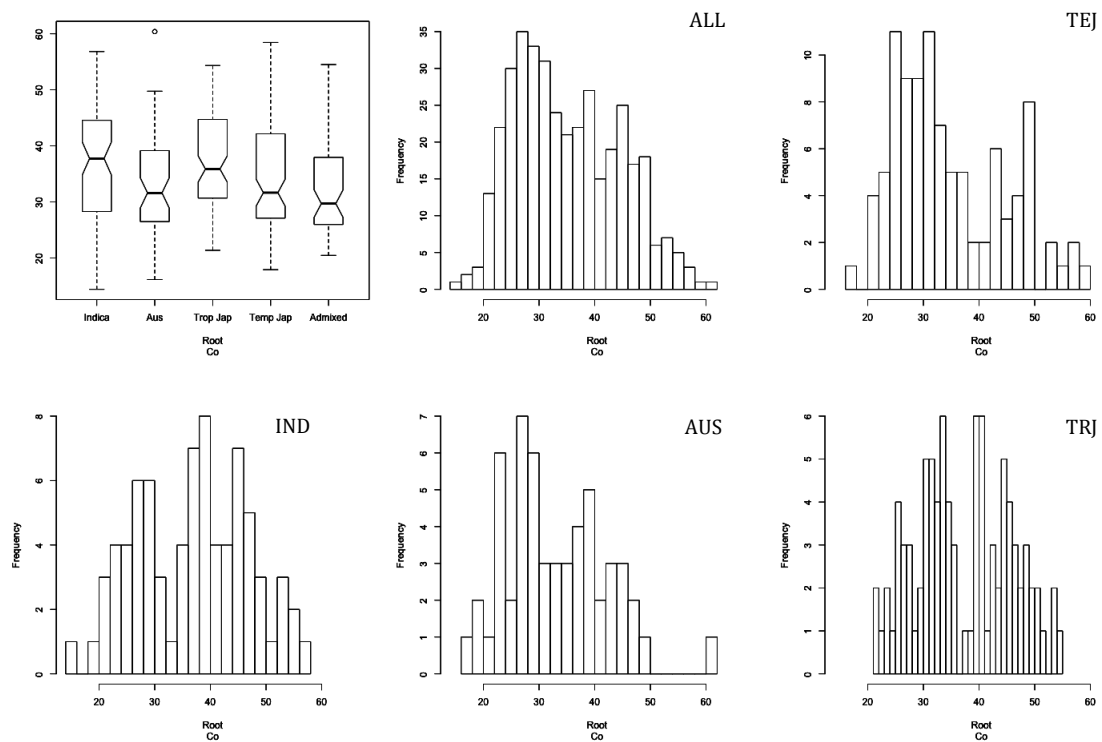 60
50
40
30
20
Indica Aus Trop Jap Temp Jap Admixed
Root
Co
ALL
Frequency
35
30
25
20
15
10
5
0
20 30 40 50 60
Root
Co
TEJ
Frequency
10
8
6
4
2
0
20 30 40 50 60
Root
Co
IND
Frequency
8
6
4
2
0
20 30 40 50 60
Root
Co
AUS
Frequency
7
6
5
4
3
2
1
0
20 30 40 50 60
Root
Co
TRJ
Frequency
6
5
4
3
2
1
0
20 30 40 50 60
Root
Co